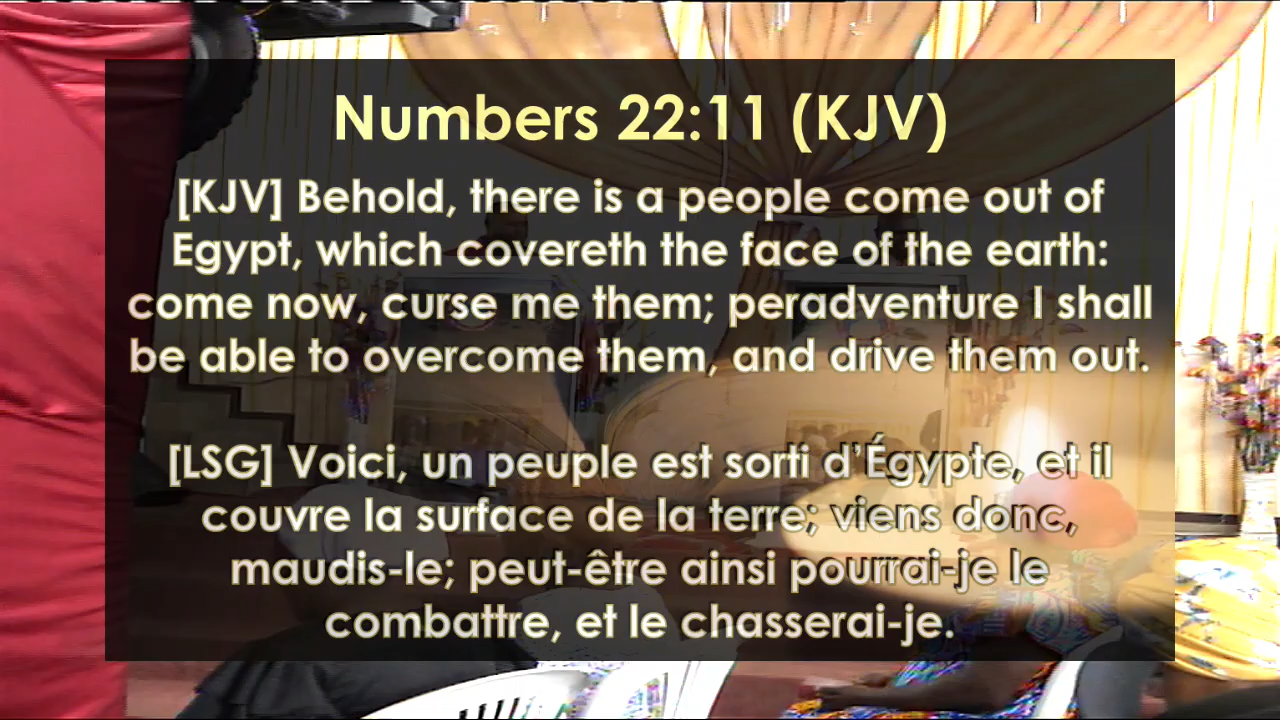 Numbers 22:11 (KJV)
[KJV] Behold, there is a people come out of
Egypt, which covereth the face of the earth:
come now, curse me them; peradventure I shall
be able to overcome them, and drive them out.
[LSG] Voici, un peuple est sorti d’Égypte, et il
couvre la surface de la terre; viens donc,
maudis-le; peut-être ainsi pourrai-je le
combattre, et le chasserai-je.